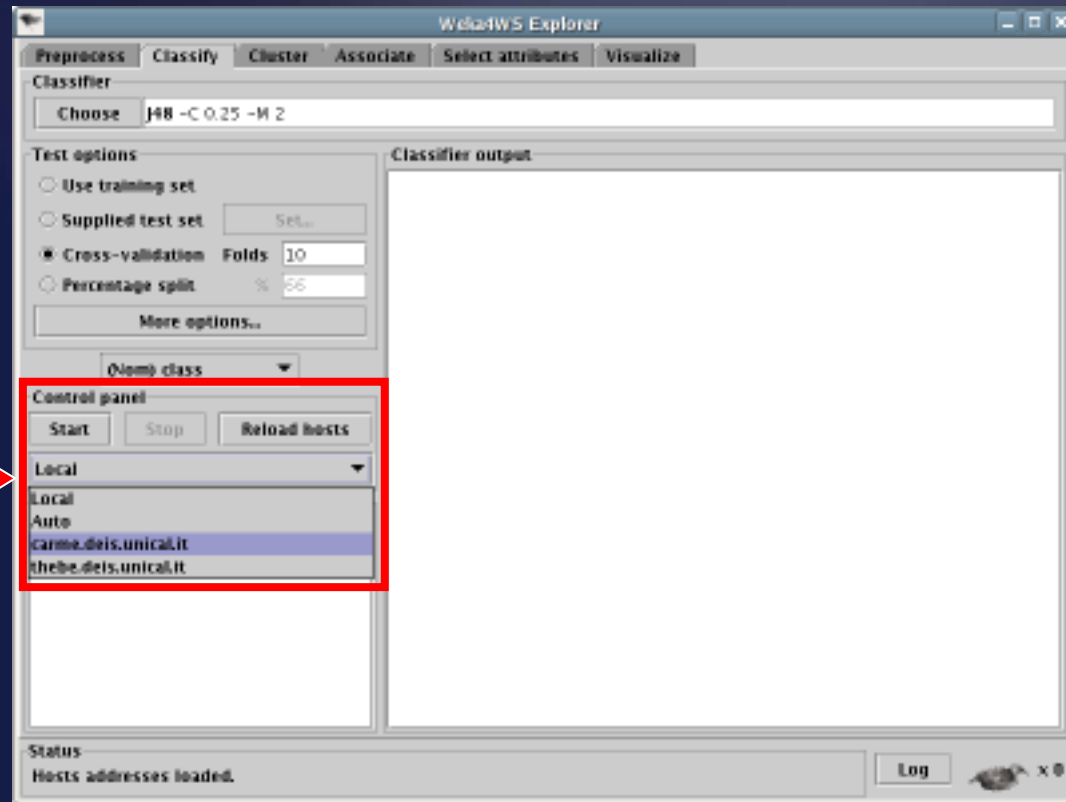 Weka4WS Explorer
Preprocess Classify Cluster Associate Select attributes Visualize
Classifier
Choose J48 -C 0.25 -M 2
Test options
Use training set
Supplied test set Set...
Cross-validation Folds 10
Percentage split % 66
More options...
(Nom) class
Control panel
Start Stop Reload hosts
Local
Local
Auto
carme.deis.unical.it
thebe.deis.unical.it
Classifier output
Status
Hosts addresses loaded.
Log x 0